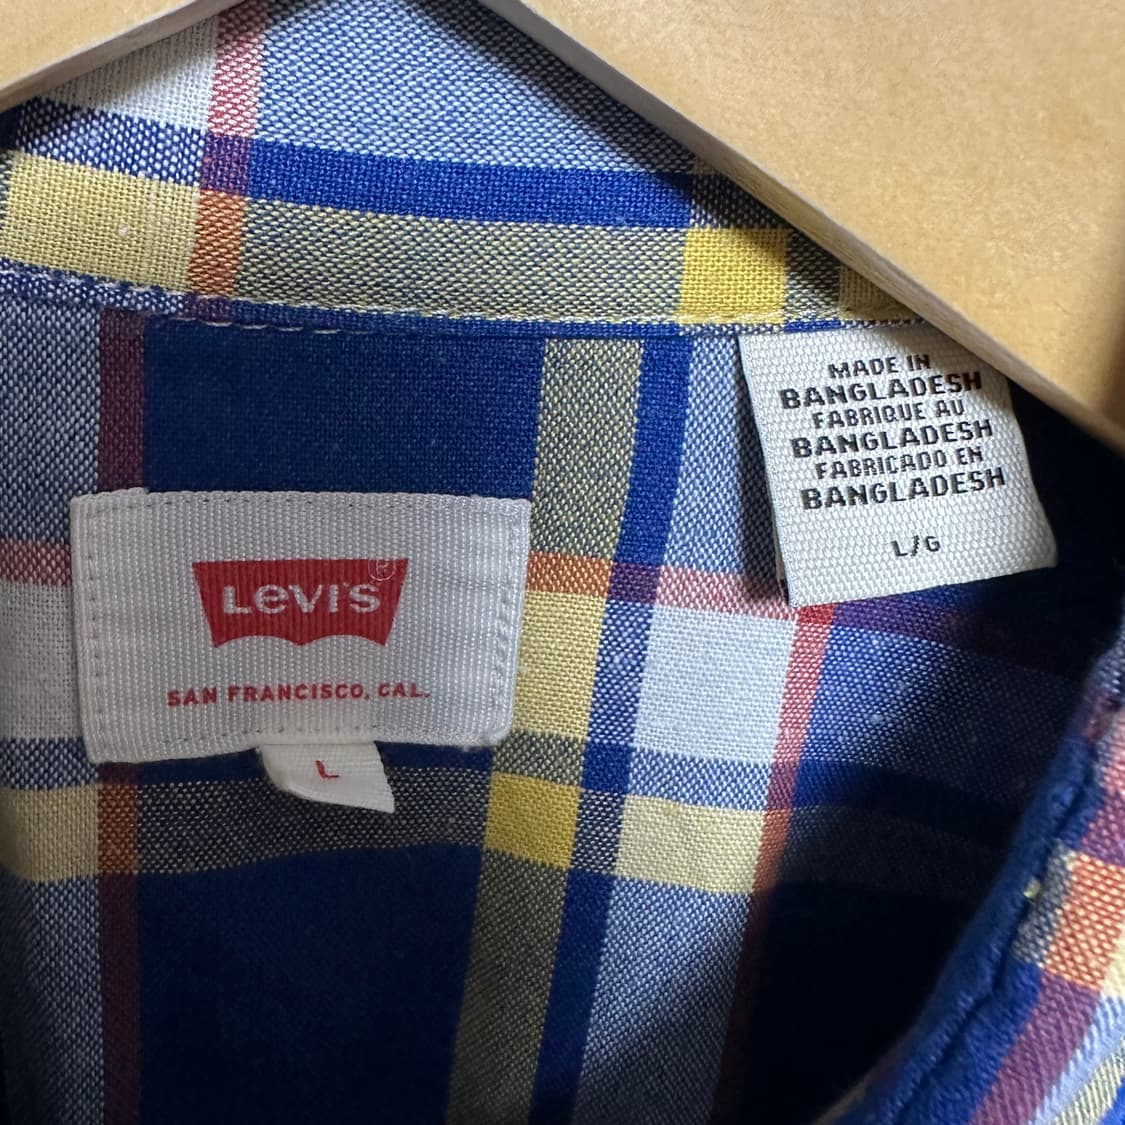 LEVI'S®
SAN FRANCISCO, CAL.
L
MADE IN
BANGLADESH
FABRIQUE AU
BANGLADESH
FABRICADO EN
BANGLADESH
L/G